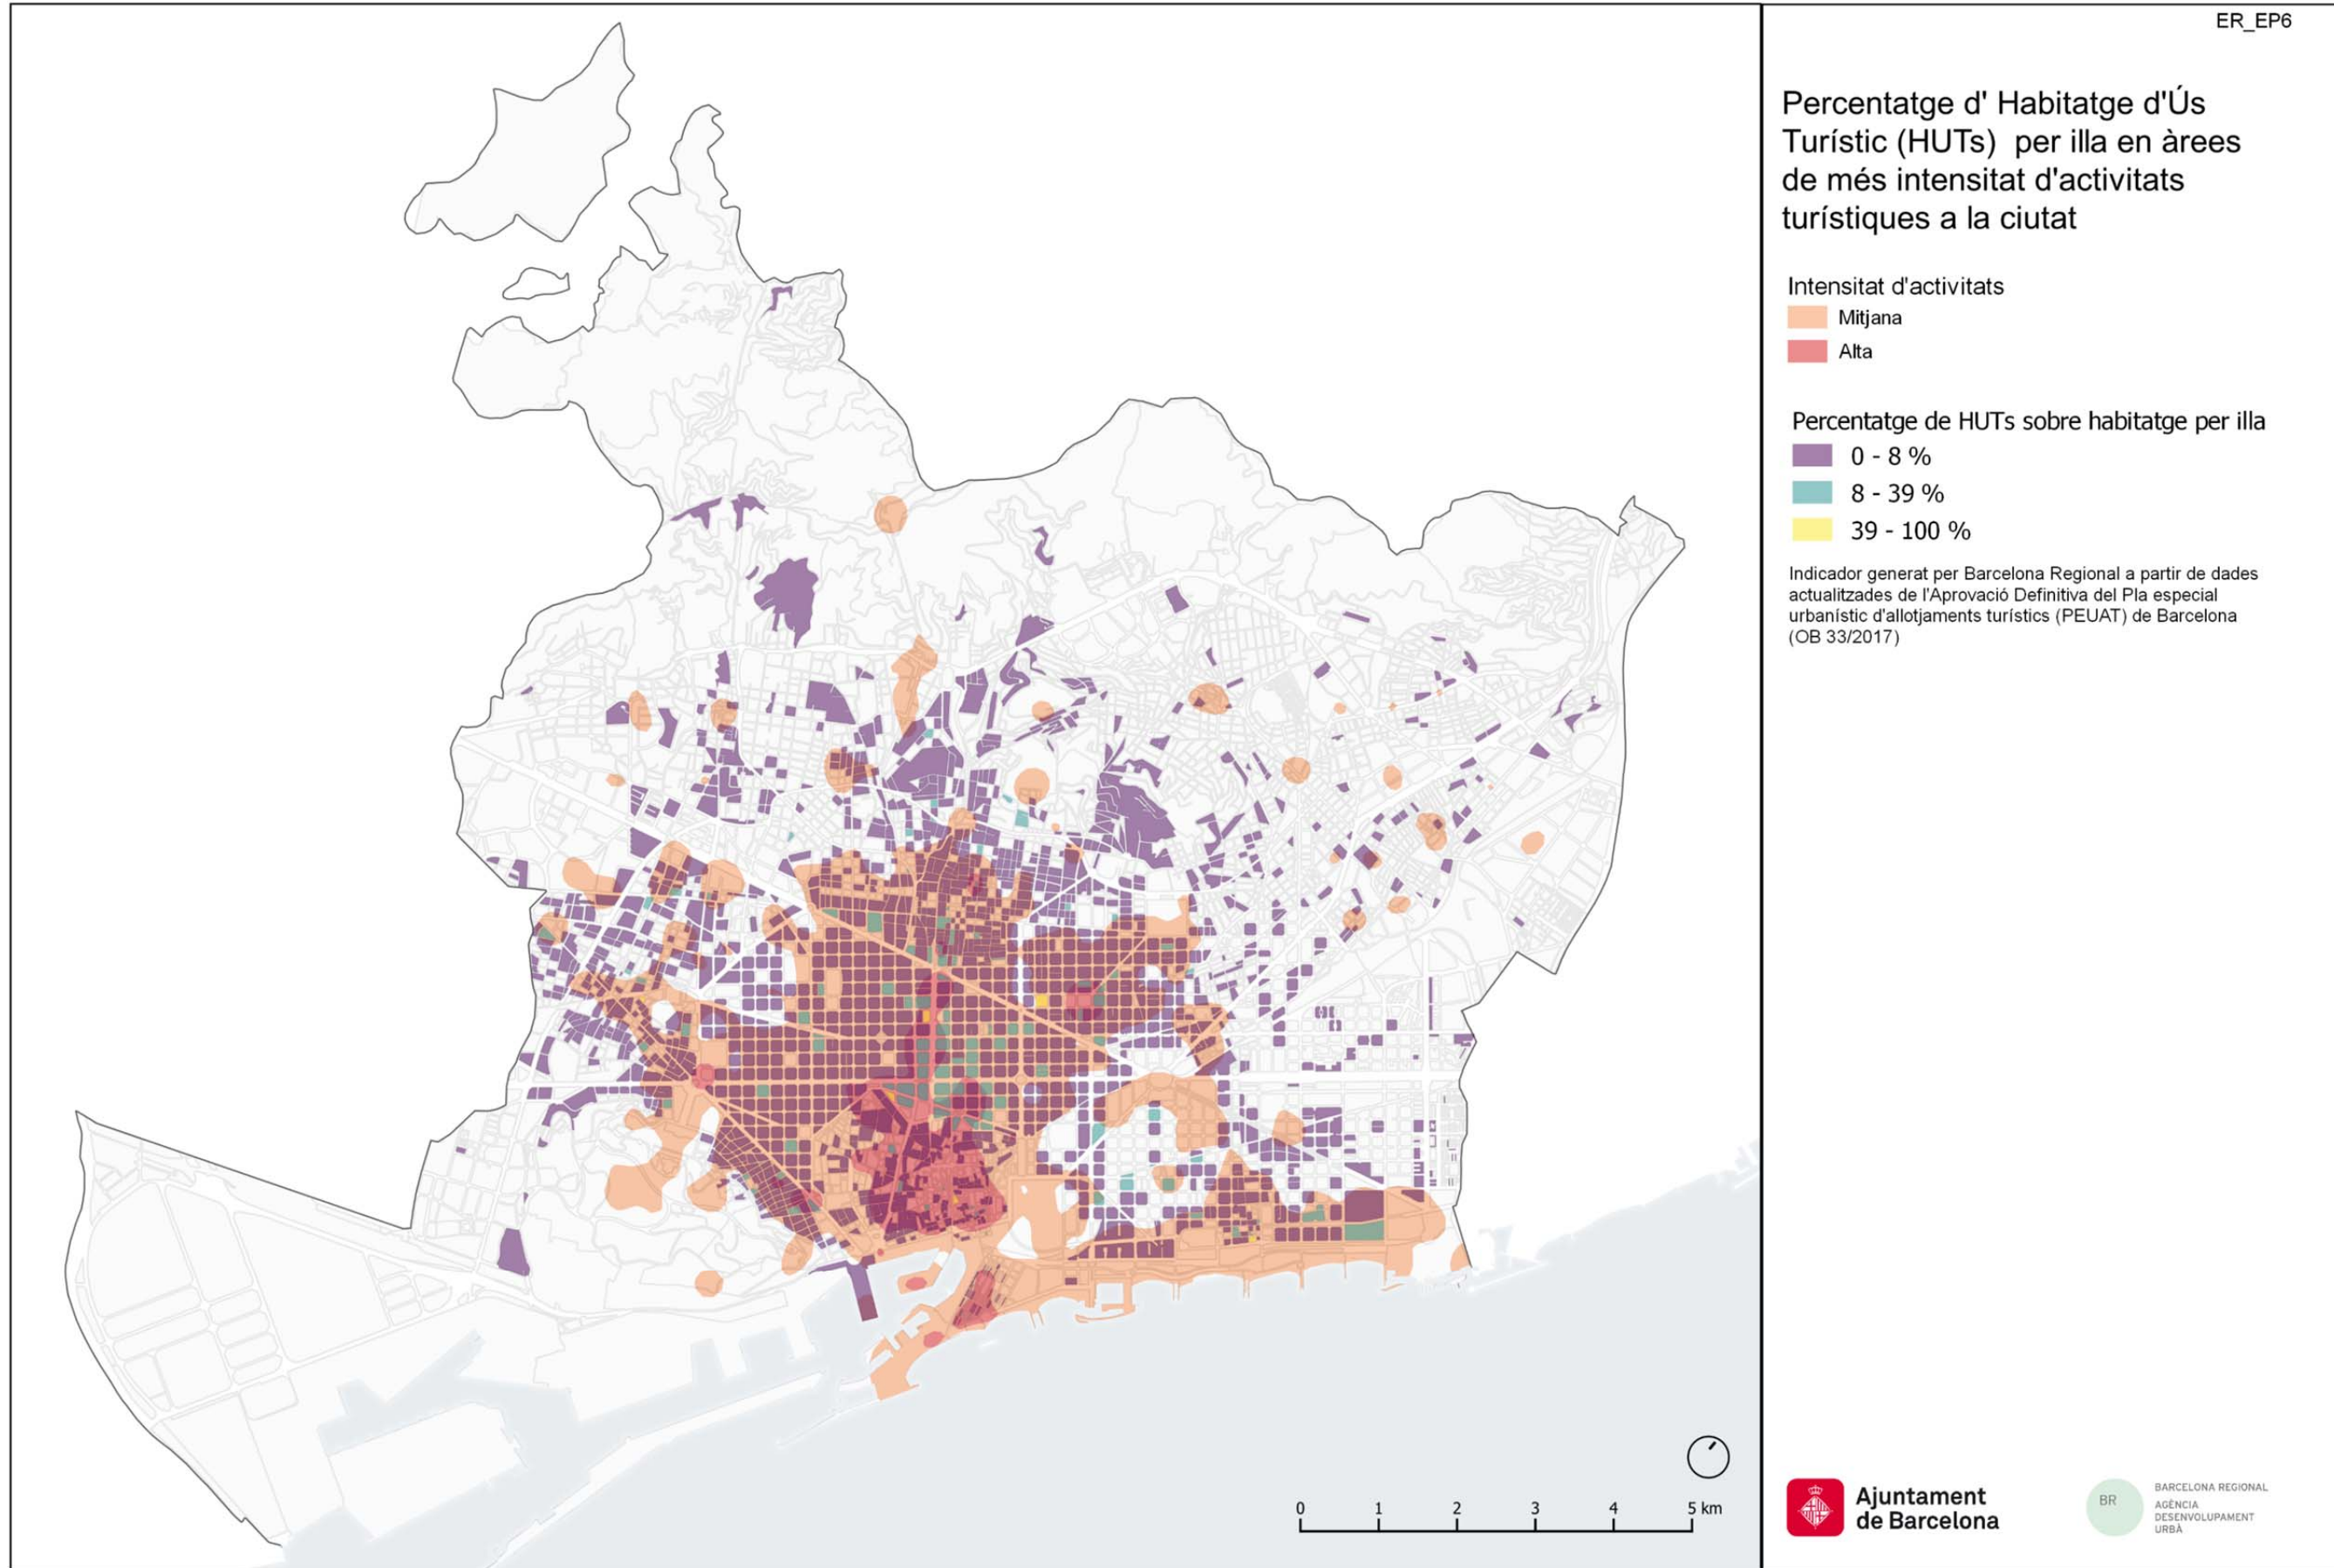 ER_EP6
Percentatge d' Habitatge d'Ús
Turístic (HUTs)  per illa en àrees
de més intensitat d'activitats
turístiques a la ciutat
Intensitat d'activitats
Mitjana
Alta
Percentatge de HUTs sobre habitatge per illa
0 - 8 %
8 - 39 %
39 - 100 %
Indicador generat per Barcelona Regional a partir de dades
actualitzades de l'Aprovació Definitiva del Pla especial
urbanístic d'allotjaments turístics (PEUAT) de Barcelona
(OB 33/2017)
0 1 2 3 4 5 km
Ajuntament
de Barcelona
BR
BARCELONA REGIONAL
AGÈNCIA
DESENVOLUPAMENT
URBÀ